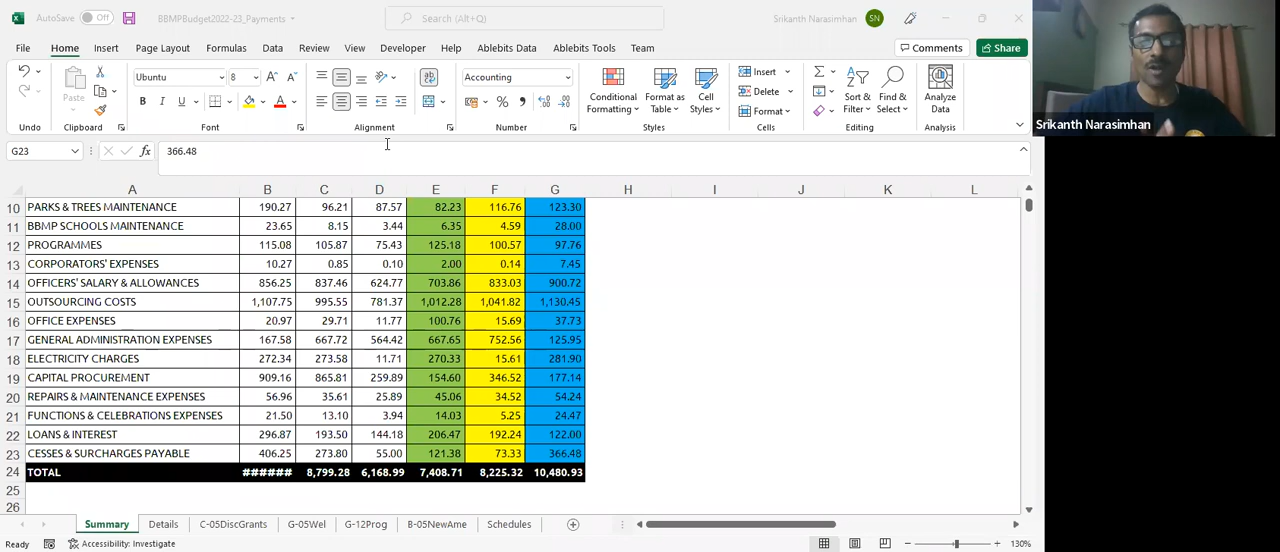 AutoSave Off BBMPBudget2022-23_Payments Search (Alt+Q) Srikanth Narasimhan SN
File Home Insert Page Layout Formulas Data Review View Developer Help Ablebits Data Ablebits Tools Team Comments Share
Ubuntu 8 Accounting
Paste
Conditional Formatting Format as Table Cell Styles
Insert
Delete
Format
Sort & Filter Find & Select Analyze Data
Undo Clipboard Font Alignment Number Styles Cells Editing Analysis
Srikanth Narasimhan
G23 fx 366.48
A B C D E F G H I J K L
10 PARKS & TREES MAINTENANCE 190.27 96.21 87.57 82.23 116.76 123.30
11 BBMP SCHOOLS MAINTENANCE 23.65 8.15 3.44 6.35 4.59 28.00
12 PROGRAMMES 115.08 105.87 75.43 125.18 100.57 97.76
13 CORPORATORS' EXPENSES 10.27 0.85 0.10 2.00 0.14 7.45
14 OFFICERS' SALARY & ALLOWANCES 856.25 837.46 624.77 703.86 833.03 900.72
15 OUTSOURCING COSTS 1,107.75 995.55 781.37 1,012.28 1,041.82 1,130.45
16 OFFICE EXPENSES 20.97 29.71 11.77 100.76 15.69 37.73
17 GENERAL ADMINISTRATION EXPENSES 167.58 667.72 564.42 667.65 752.56 125.95
18 ELECTRICITY CHARGES 272.34 273.58 11.71 270.33 15.61 281.90
19 CAPITAL PROCUREMENT 909.16 865.81 259.89 154.60 346.52 177.14
20 REPAIRS & MAINTENANCE EXPENSES 56.96 35.61 25.89 45.06 34.52 54.24
21 FUNCTIONS & CELEBRATIONS EXPENSES 21.50 13.10 3.94 14.03 5.25 24.47
22 LOANS & INTEREST 296.87 193.50 144.18 206.47 192.24 122.00
23 CESSES & SURCHARGES PAYABLE 406.25 273.80 55.00 121.38 73.33 366.48
24 TOTAL ###### 8,799.28 6,168.99 7,408.71 8,225.32 10,480.93
25
26
Summary Details C-05DiscGrants G-05Wel G-12Prog B-05NewAme Schedules
Ready Accessibility: Investigate 130%